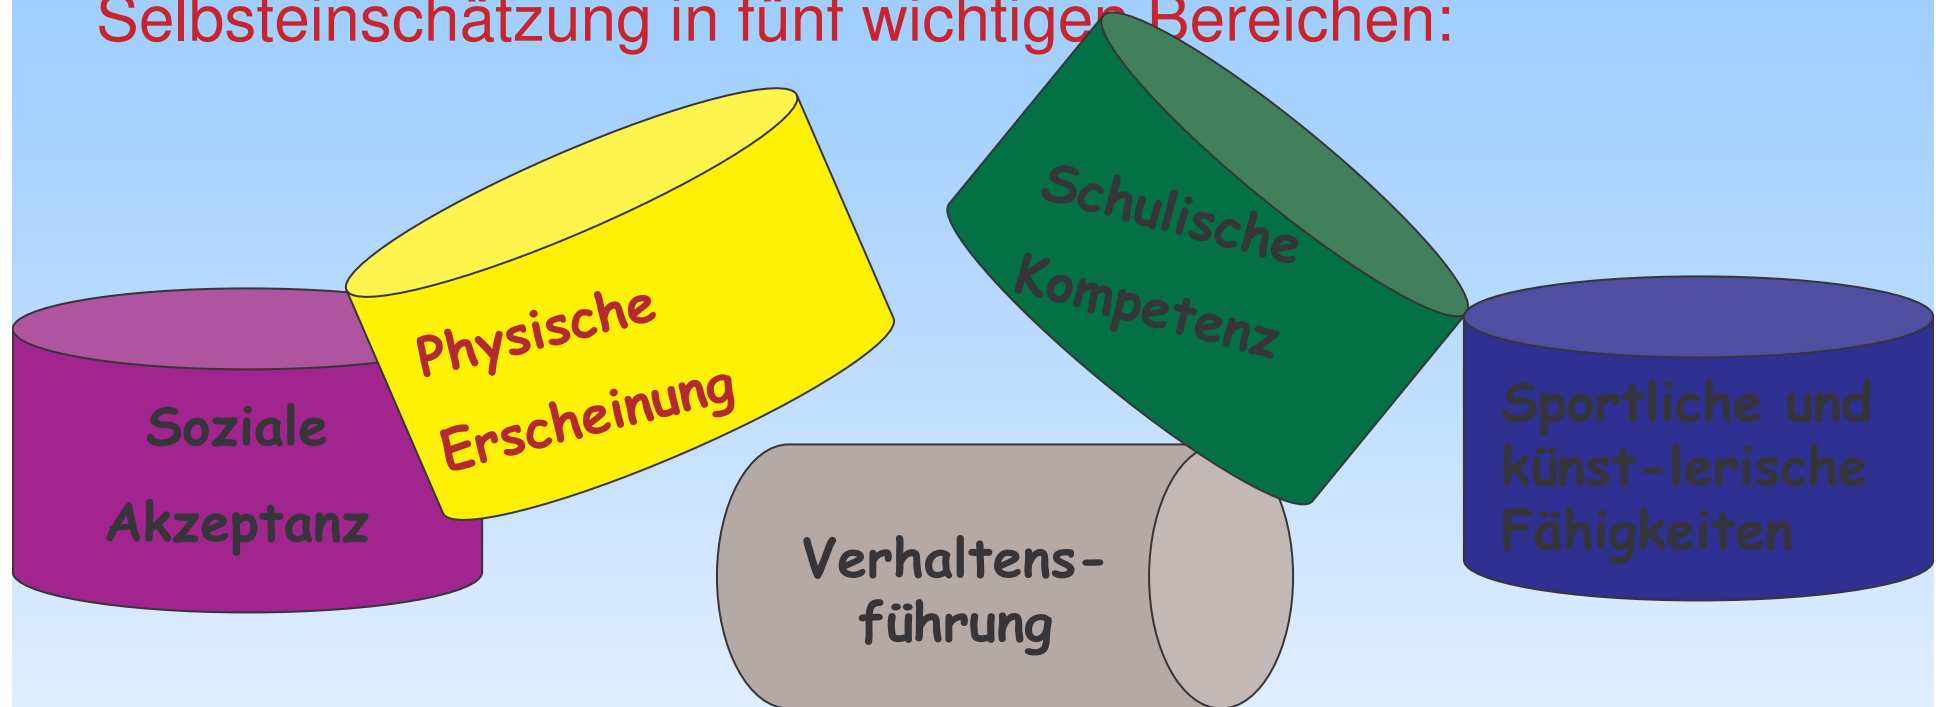 Selbsteinschätzung in fünf wichtigen Bereichen:
Soziale
Akzeptanz
Physische
Erscheinung
Verhaltens-
führung
Schulische
Kompetenz
Sportliche und
künst-lerische
Fähigkeiten